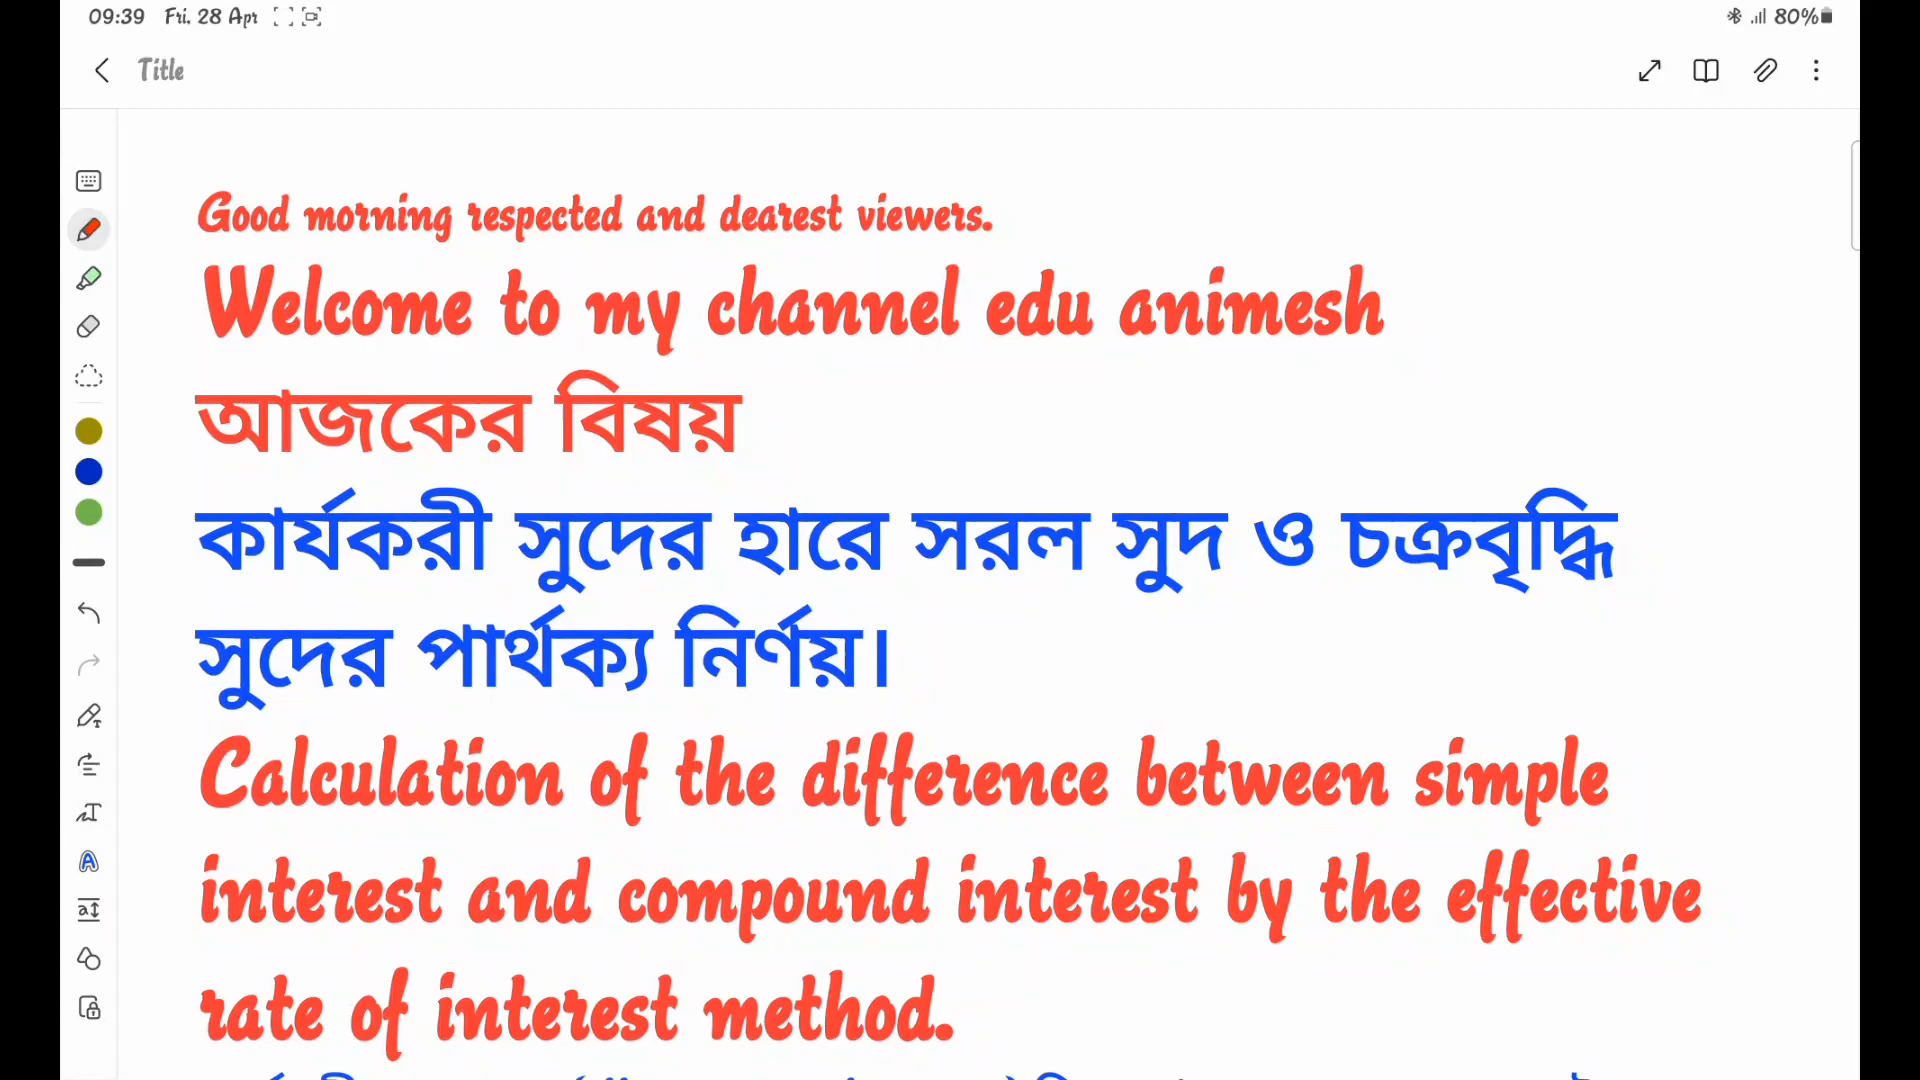 09:39 Fri. 28 Apr 80%
Title
Good morning respected and dearest viewers.
Welcome to my channel edu animesh
আজকের বিষয়
কার্যকরী সুদের হারে সরল সুদ ও চক্রবৃদ্ধি
সুদের পার্থক্য নির্ণয়।
Calculation of the difference between simple
interest and compound interest by the effective
rate of interest method.